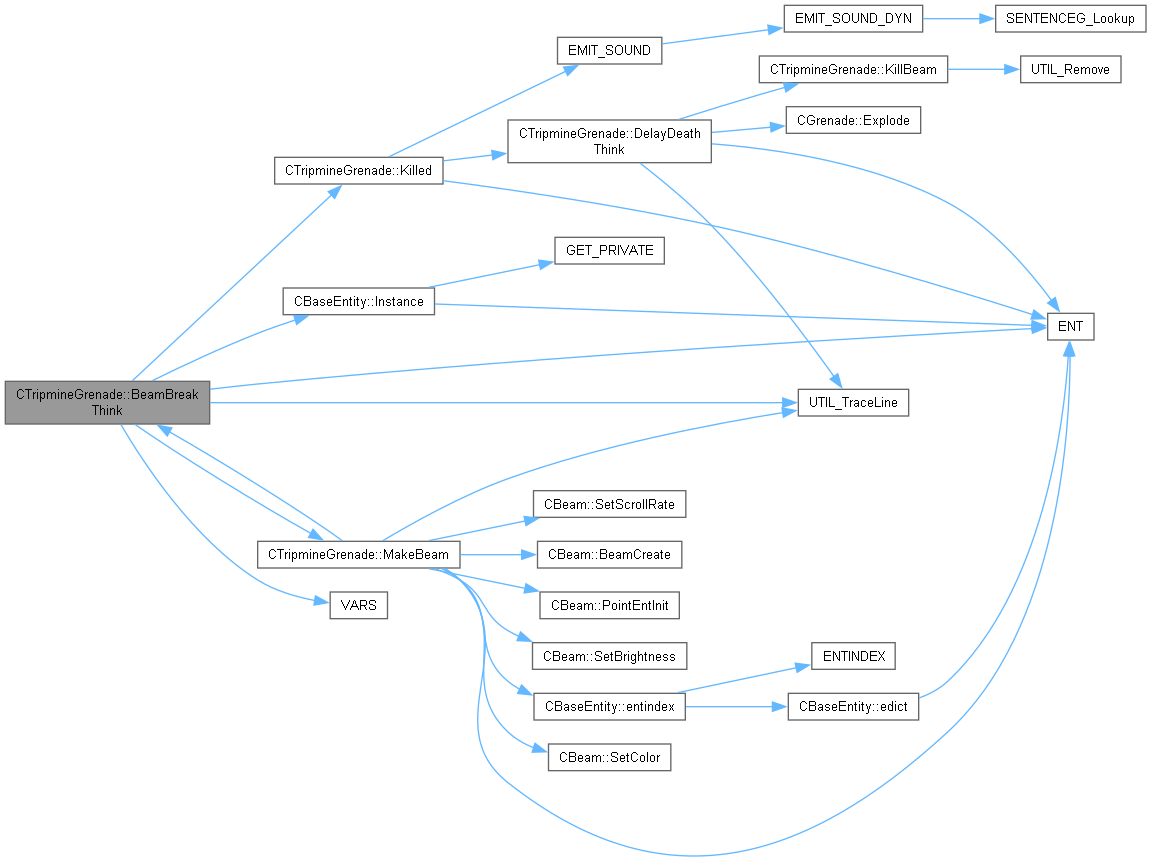 EMIT_SOUND_DYN
SENTENCEG_Lookup
EMIT_SOUND
CTripmineGrenade::KillBeam
UTIL_Remove
CGrenade::Explode
CTripmineGrenade::DelayDeath
Think
CTripmineGrenade::Killed
GET_PRIVATE
CBaseEntity::Instance
ENT
CTripmineGrenade::BeamBreak
Think
UTIL_TraceLine
CBeam::SetScrollRate
CTripmineGrenade::MakeBeam
CBeam::BeamCreate
VARS
CBeam::PointEntInit
CBeam::SetBrightness
ENTINDEX
CBaseEntity::entindex
CBaseEntity::edict
CBeam::SetColor